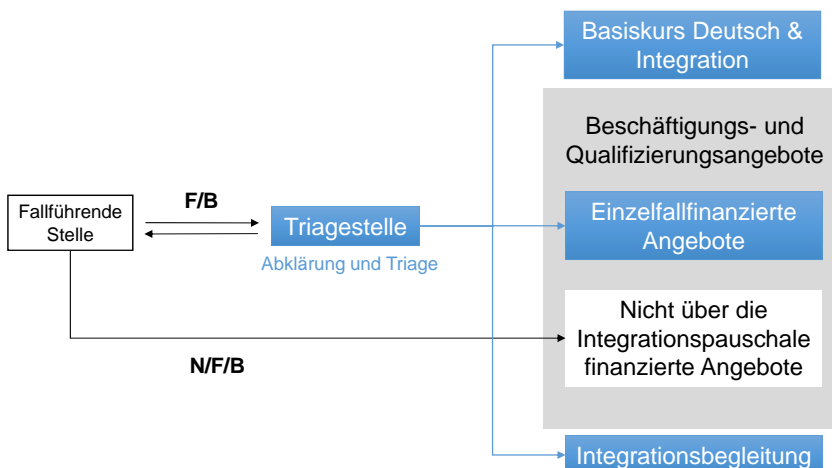 Basiskurs Deutsch &
Integration
Beschäftigungs- und
Qualifizierungsangebote
F/B
Fallführende
Stelle
Triagestelle
Abklärung und Triage
Einzelfallfinanzierte
Angebote
Nicht über die
Integrationspauschale
finanzierte Angebote
N/F/B
Integrationsbegleitung